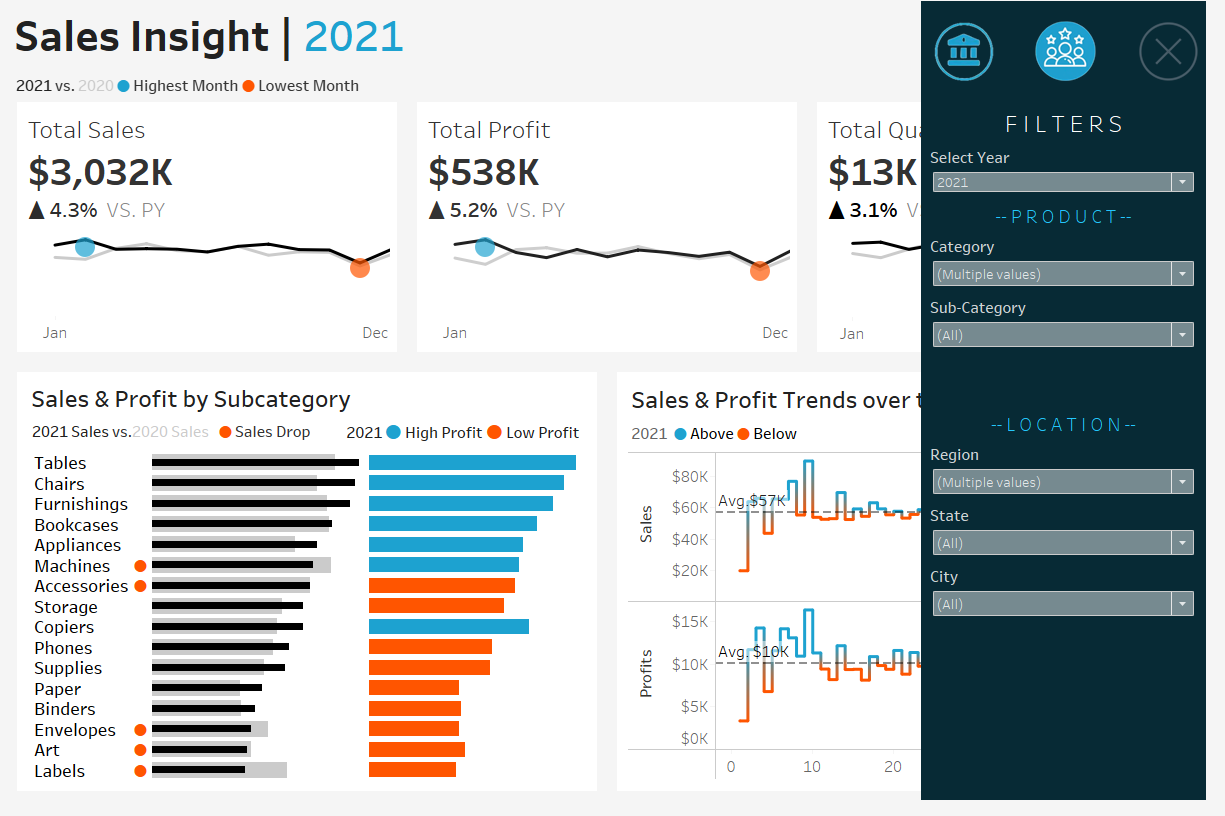 Sales Insight | 2021
2021 vs. 2020 Highest Month Lowest Month
Total Sales
$3,032K
▲ 4.3% VS. PY
Jan Dec
Total Profit
$538K
▲ 5.2% VS. PY
Jan Dec
Total Qu
$13K
▲ 3.1%
Jan
Sales & Profit by Subcategory
2021 Sales vs.2020 Sales Sales Drop 2021 High Profit Low Profit
Tables
Chairs
Furnishings
Bookcases
Appliances
Machines
Accessories
Storage
Copiers
Phones
Supplies
Paper
Binders
Envelopes
Art
Labels
Sales & Profit Trends over t
2021 Above Below
Sales
$80K
$60K
$40K
$20K
Avg.$57K
Profits
$15K
$10K
$5K
$0K
Avg. $10K
0 10 20
FILTERS
Select Year
2021
--PRODUCT--
Category
(Multiple values)
Sub-Category
(All)
--LOCATION--
Region
(Multiple values)
State
(All)
City
(All)